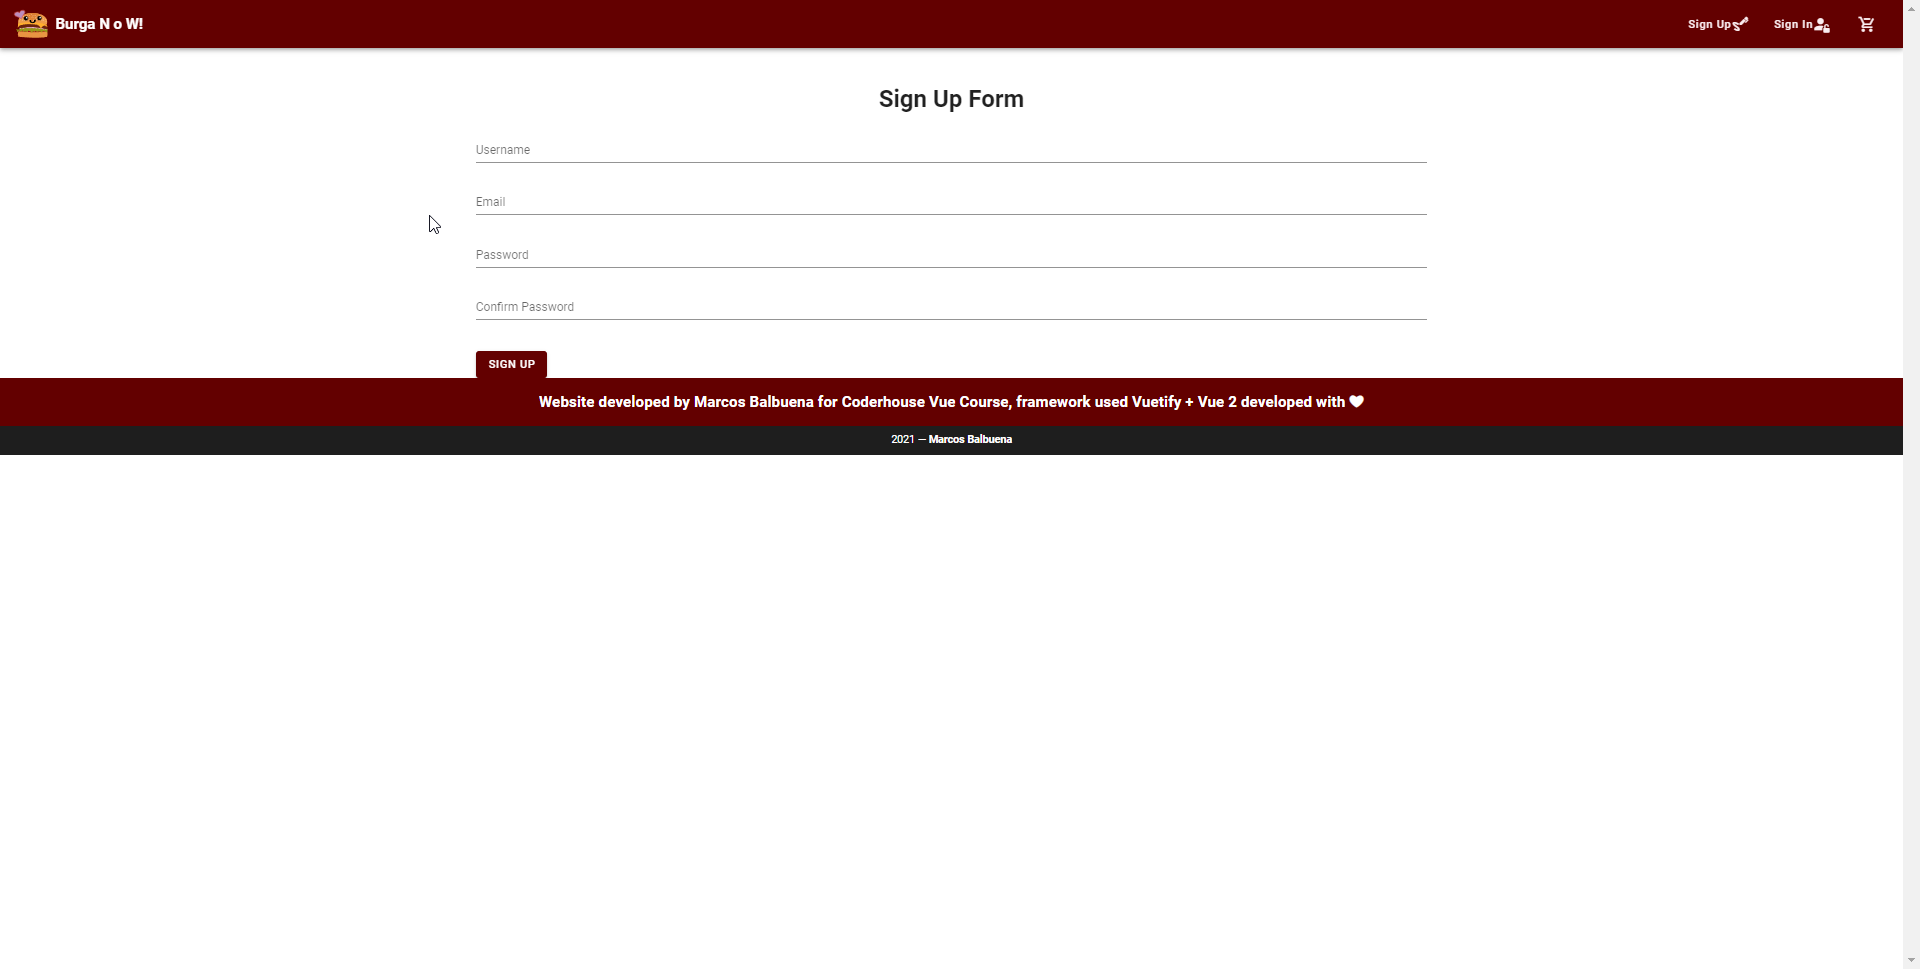 Burga N o W!
Sign Up
Sign In
Sign Up Form
Username
Email
Password
Confirm Password
SIGN UP
Website developed by Marcos Balbuena for Coderhouse Vue Course, framework used Vuetify + Vue 2 developed with
2021 — Marcos Balbuena